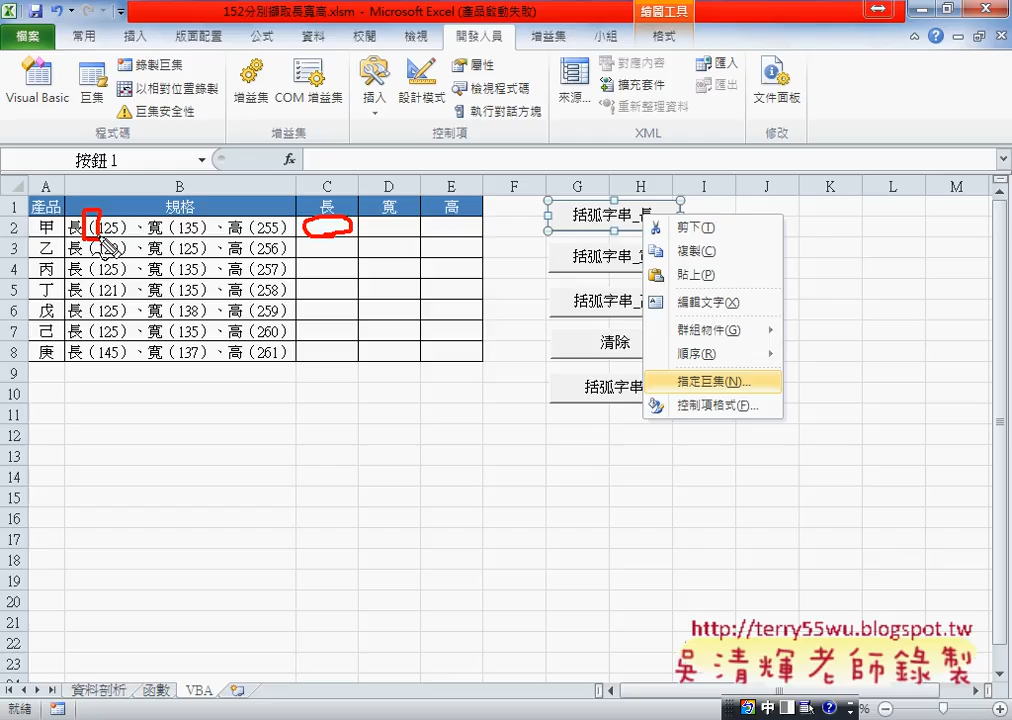 152分別擷取長寬高.xlsm - Microsoft Excel (產品啟動失敗)
繪圖工具
檔案 常用 插入 版面配置 公式 資料 校閱 檢視 開發人員 增益集 小組 格式
Visual Basic 巨集 錄製巨集 以相對位置錄製 巨集安全性
增益集 COM 增益集
插入 設計模式 屬性 檢視程式碼 執行對話方塊
來源... 對應內容 擴充套件 重新整理資料 匯入 匯出
文件面板
程式碼 增益集 控制項 XML 修改
按鈕 1 fx
A B C D E F G H I J K L M
1 產品 規格 長 寬 高
2 甲 長（125）、寬（135）、高（255）
3 乙 、寬（125）、高（256）
4 丙 長（125）、寬（135）、高（257）
5 丁 長（121）、寬（135）、高（258）
6 戊 長（125）、寬（138）、高（259）
7 己 長（125）、寬（135）、高（260）
8 庚 長（145）、寬（137）、高（261）
9
10
11
12
13
14
15
16
17
18
19
20
21
22
23
括弧字串_長
括弧字串_
括弧字串_
清除
括弧字串
剪下(T)
複製(C)
貼上(P)
編輯文字(X)
群組物件(G)
順序(R)
指定巨集(N)...
控制項格式(F)...
http://terry55wu.blogspot.tw
吳清輝老師錄製
資料剖析 函數 VBA
就緒 中 %